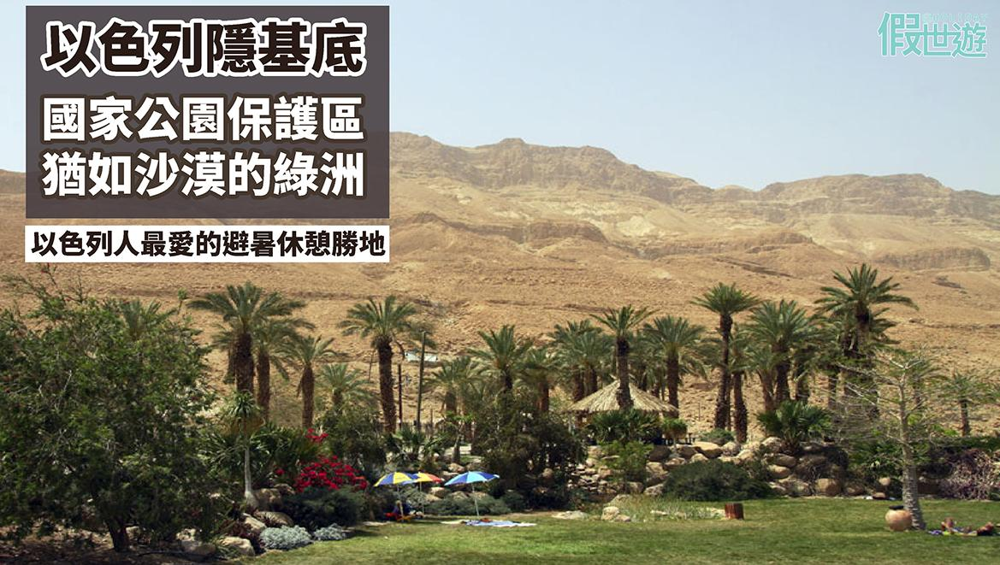 以色列隱基底
國家公園保護區
猶如沙漠的綠洲
以色列人最愛的避暑休憩勝地
HOLIDAY
假世遊